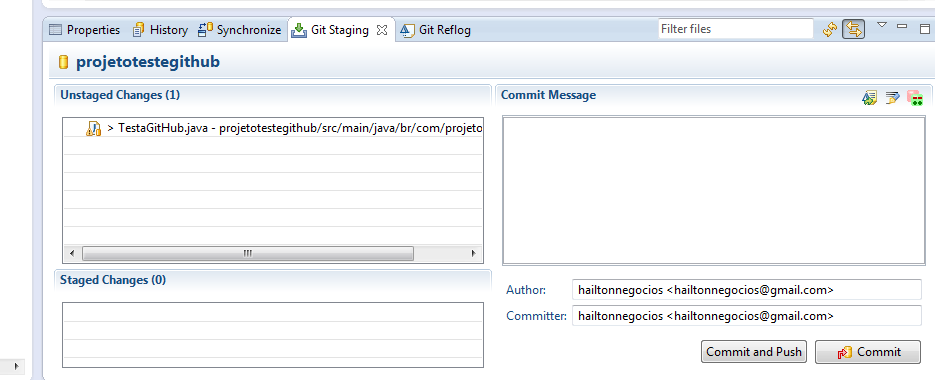 Properties History Synchronize Git Staging Git Reflog Filter files
projetotestegithub
Unstaged Changes (1)
> TestaGitHub.java - projetotestegithub/src/main/java/br/com/projeto
Staged Changes (0)
Commit Message
Author: hailtonnegocios <hailtonnegocios@gmail.com>
Committer: hailtonnegocios <hailtonnegocios@gmail.com>
Commit and Push Commit